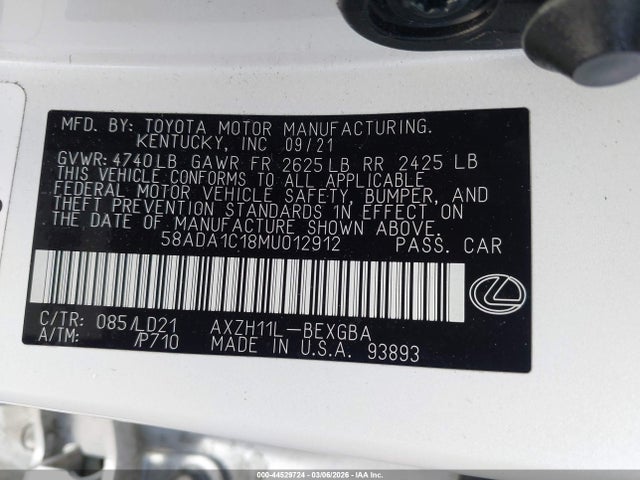 MFD. BY: TOYOTA MOTOR MANUFACTURING.
KENTUCKY, INC 09/21
GVWR: 4740LB GAWR FR 2625LB RR 2425 LB
THIS VEHICLE CONFORMS TO ALL APPLICABLE
FEDERAL MOTOR VEHICLE SAFETY, BUMPER, AND
THEFT PREVENTION STANDARDS IN EFFECT ON
THE DATE OF MANUFACTURE SHOWN ABOVE.
58ADA1C18MU012912 PASS. CAR
C/TR: 085/LD21 AXZH11L-BEXGBA
A/TM: /P710 MADE IN U.S.A. 93893
000-44529724 | 03/06/2026 | IAA Inc.